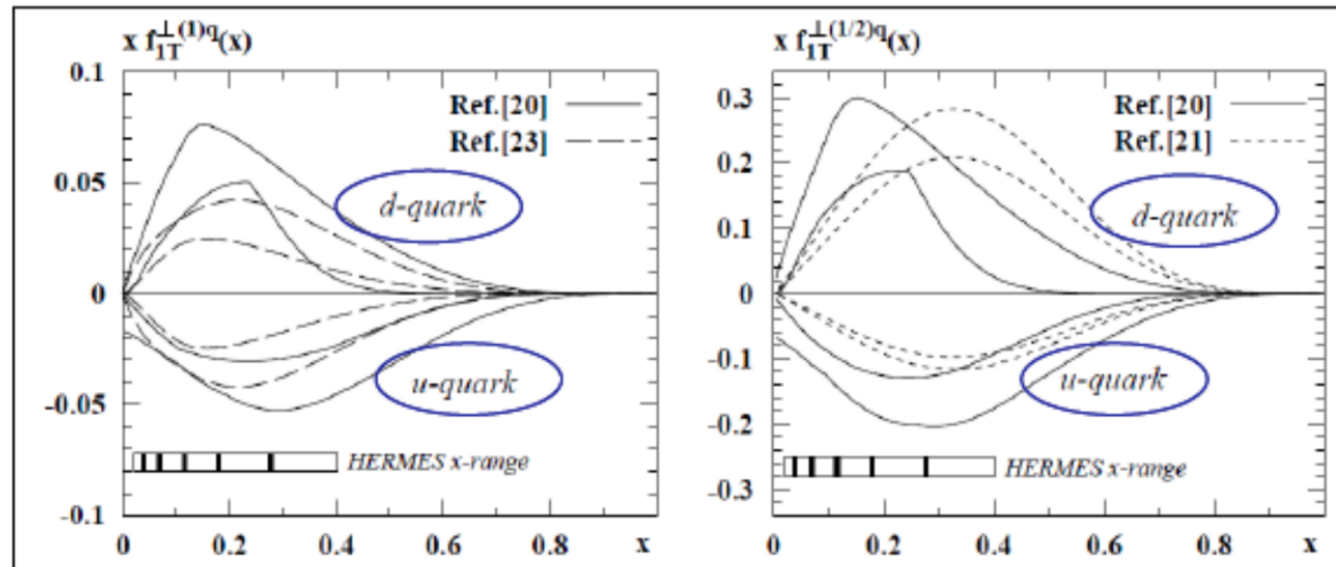 x f₁T^⊥(1)q(x)
0.1
0.05
0
-0.05
-0.1
Ref.[20]
Ref.[23]
d-quark
u-quark
HERMES x-range
0 0.2 0.4 0.6 0.8 x
x f₁T^⊥(1/2)q(x)
0.3
0.2
0.1
0
-0.1
-0.2
-0.3
Ref.[20]
Ref.[21]
d-quark
u-quark
HERMES x-range
0 0.2 0.4 0.6 0.8 x